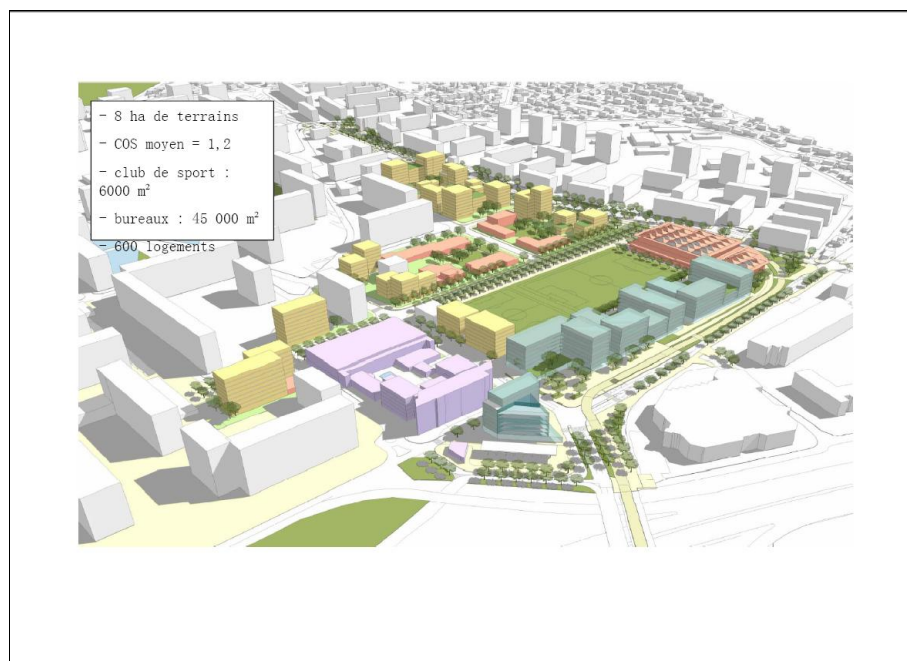 - 8 ha de terrains
- COS moyen = 1,2
- club de sport :
6000 m²
- bureaux : 45 000 m²
- 600 logements